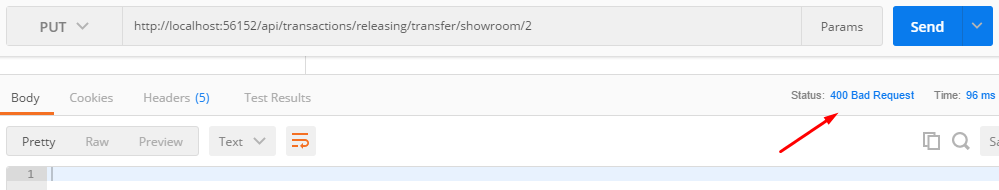 PUT http://localhost:56152/api/transactions/releasing/transfer/showroom/2 Params Send
Body Cookies Headers (5) Test Results Status: 400 Bad Request Time: 96 ms
Pretty Raw Preview Text Sa
1